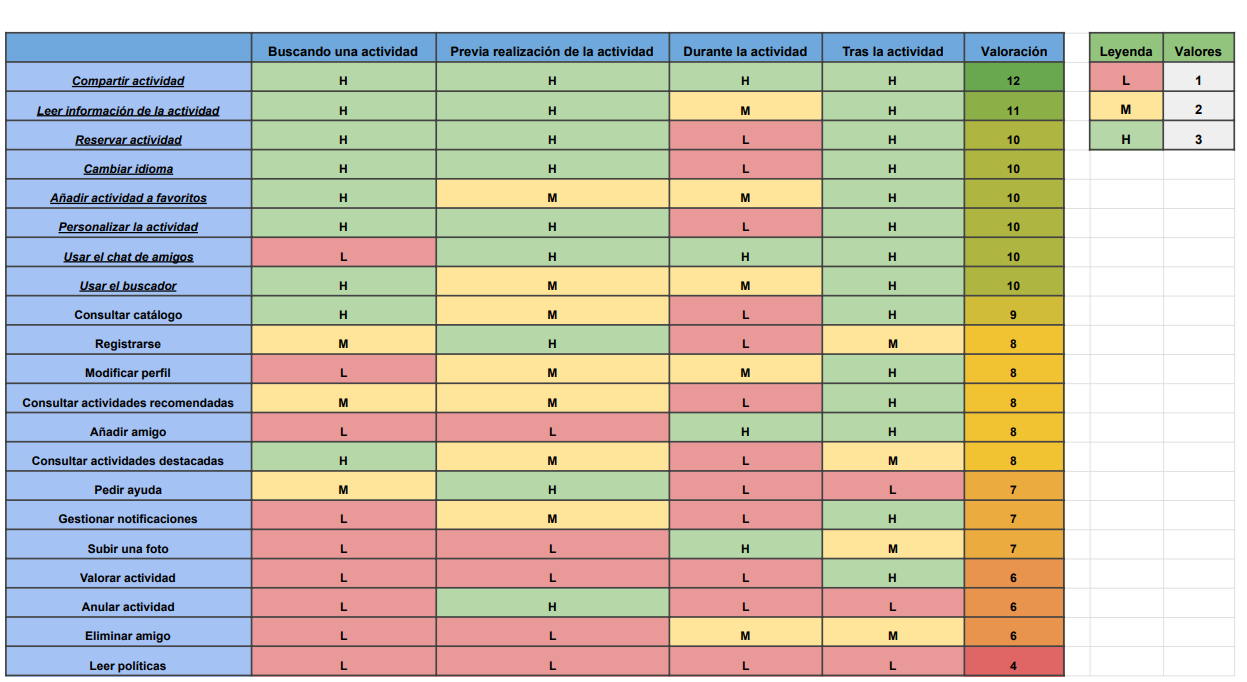 Buscando una actividad Previa realización de la actividad Durante la actividad Tras la actividad Valoración Leyenda Valores
Compartir actividad H H H H 12 L 1
Leer información de la actividad H H M H 11 M 2
Reservar actividad H H L H 10 H 3
Cambiar idioma H H L H 10
Añadir actividad a favoritos H M M H 10
Personalizar la actividad H H L H 10
Usar el chat de amigos L H H H 10
Usar el buscador H M M H 10
Consultar catálogo H M L H 9
Registrarse M H L M 8
Modificar perfil L M M H 8
Consultar actividades recomendadas M M L H 8
Añadir amigo L L H H 8
Consultar actividades destacadas H M L M 8
Pedir ayuda M H L L 7
Gestionar notificaciones L M L H 7
Subir una foto L L H M 7
Valorar actividad L L L H 6
Anular actividad L H L L 6
Eliminar amigo L L M M 6
Leer políticas L L L L 4